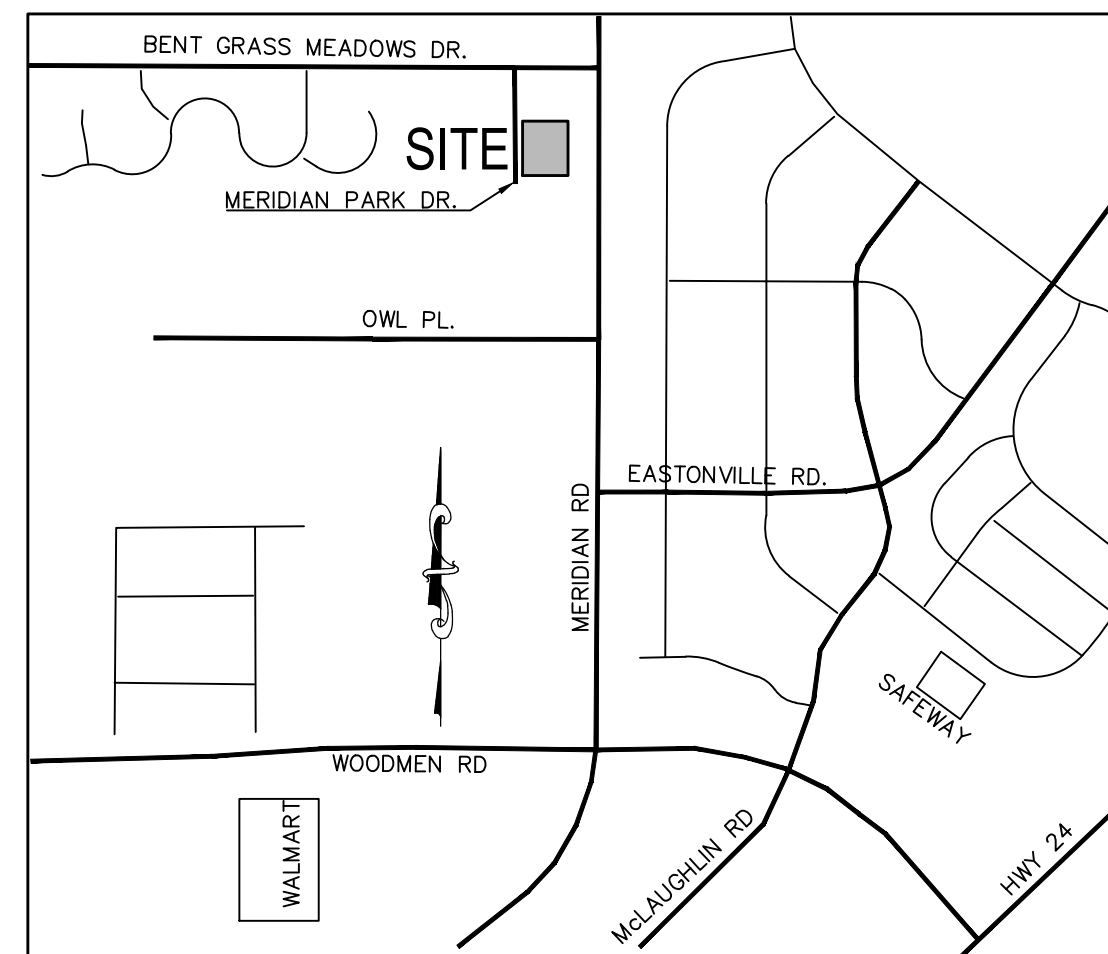 BENT GRASS MEADOWS DR.
SITE
MERIDIAN PARK DR.
OWL PL.
EASTONVILLE RD.
MERIDIAN RD
SAFEWAY
WOODMEN RD
WALMART
McLAUGHLIN RD
HWY 24